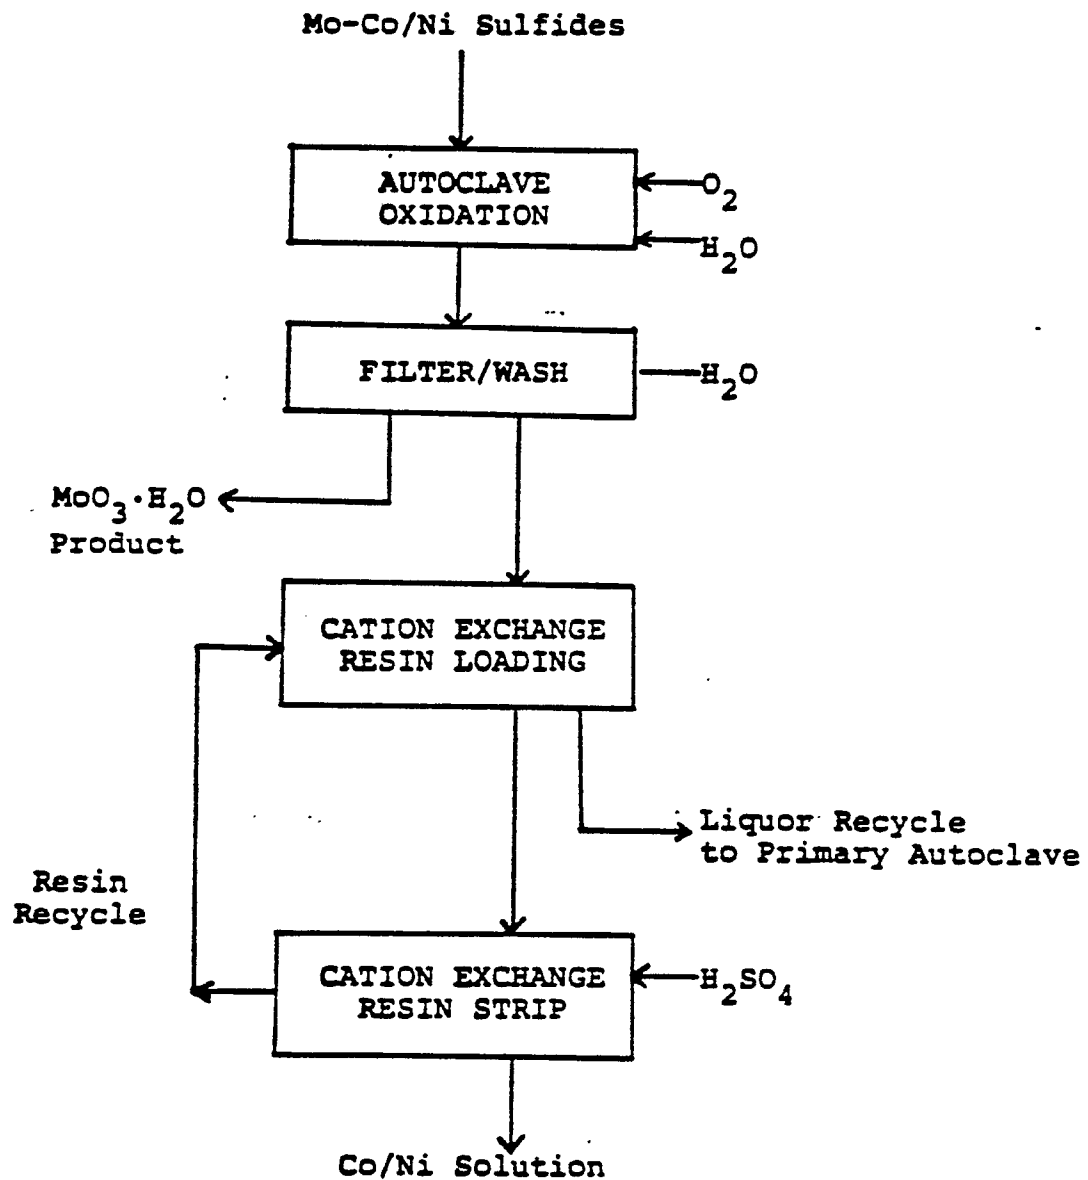 Mo-Co/Ni Sulfides
AUTOCLAVE
OXIDATION
O2
H2O
FILTER/WASH
H2O
MoO3·H2O
Product
CATION EXCHANGE
RESIN LOADING
Liquor Recycle
to Primary Autoclave
Resin
Recycle
CATION EXCHANGE
RESIN STRIP
H2SO4
Co/Ni Solution